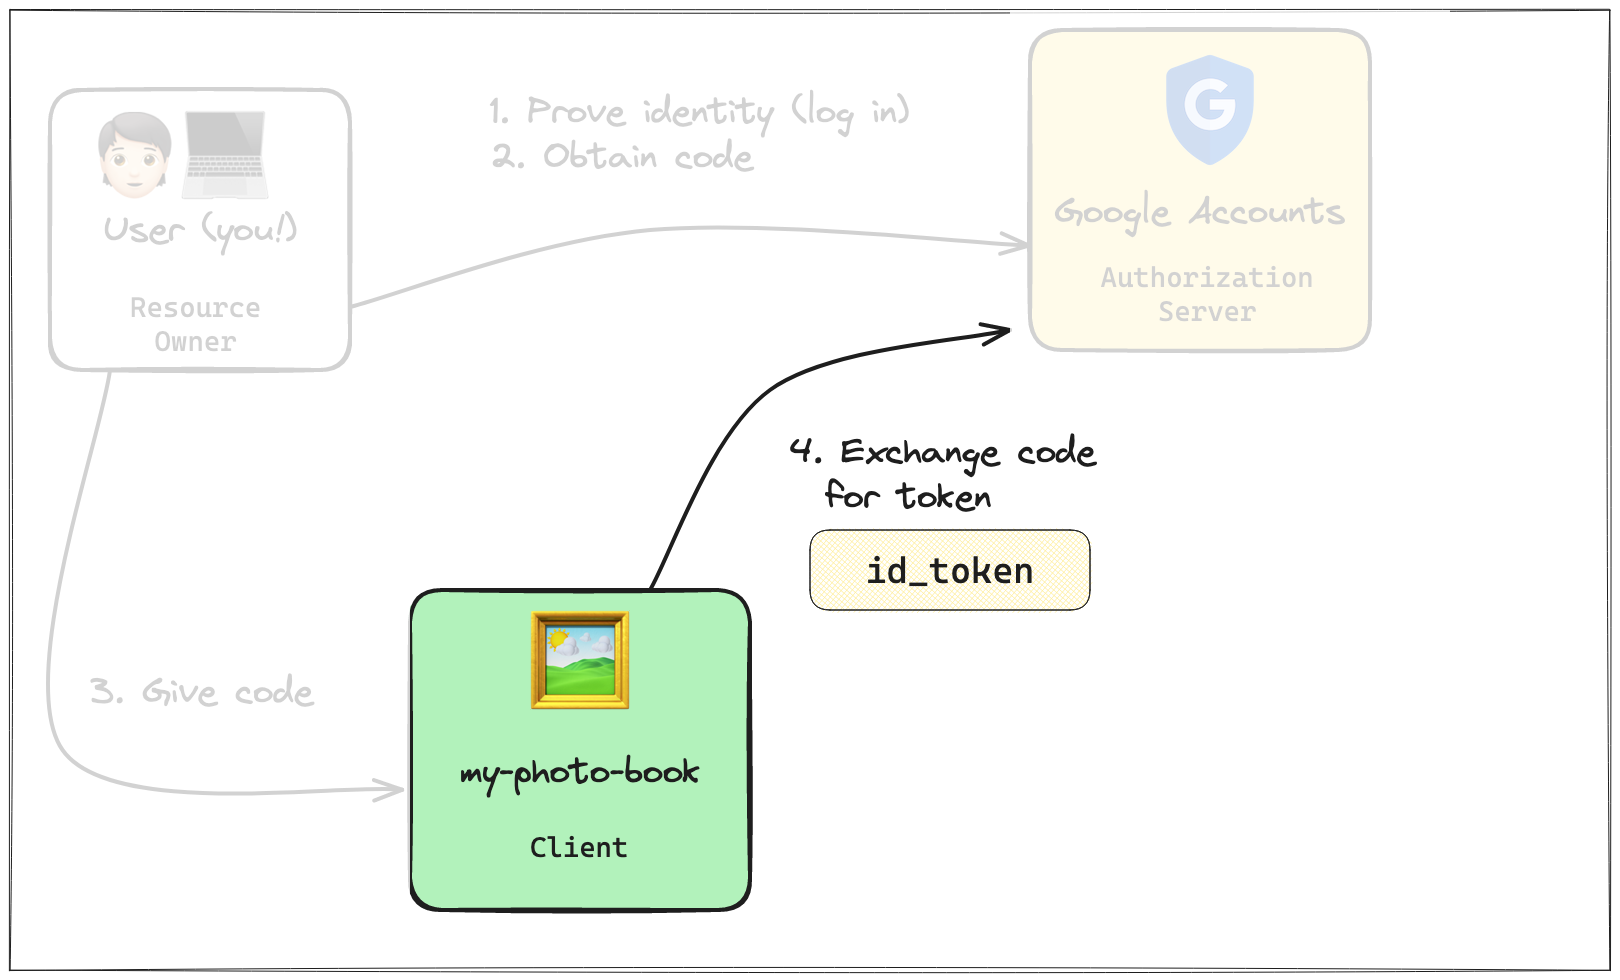 1. Prove identity (log in)
2. Obtain code
User (you!)
Resource
Owner
G
Google Accounts
Authorization
Server
4. Exchange code
for token
id_token
3. Give code
my-photo-book
Client